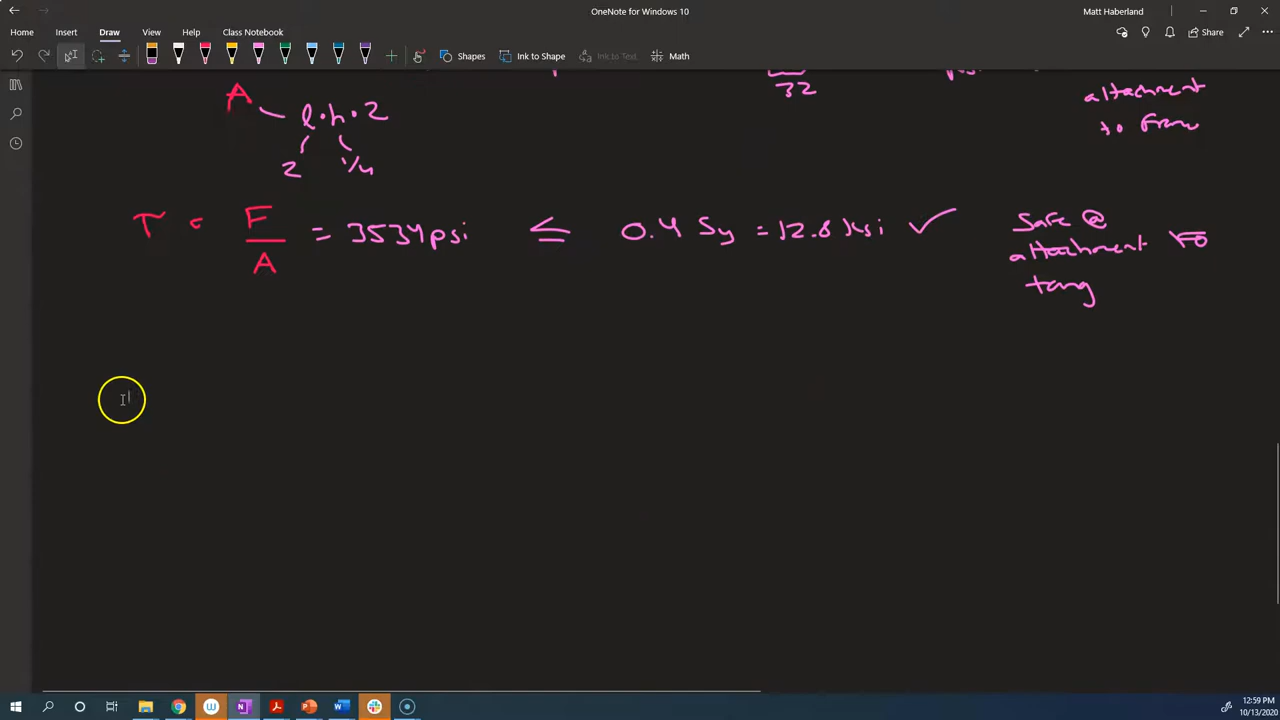 OneNote for Windows 10
Matt Haberland
Home Insert Draw View Help Class Notebook
Share
Shapes Ink to Shape Ink to Text Math
32
A
l·h·2
attachment
to Frame
2 1/4
τ = F/A = 3534 psi ≤ 0.4 Sy = 12.8 ksi ✓
Safe @
attachment to
tang
12:59 PM
10/13/2020